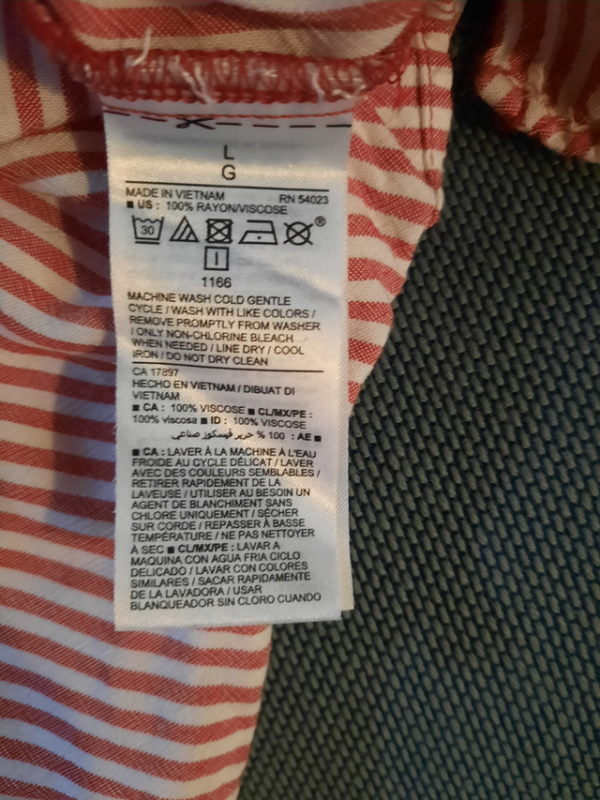 L
G
MADE IN VIETNAM RN 54023
■ US : 100% RAYON/VISCOSE
30 ®
1166
MACHINE WASH COLD GENTLE
CYCLE / WASH WITH LIKE COLORS /
REMOVE PROMPTLY FROM WASHER
/ ONLY NON-CHLORINE BLEACH
WHEN NEEDED / LINE DRY / COOL
IRON / DO NOT DRY CLEAN
CA 17897
HECHO EN VIETNAM / DIBUAT DI
VIETNAM
■ CA : 100% VISCOSE ■ CL/MX/PE :
100% viscosa ■ ID : 100% VISCOSE
■ AE : 100 % حرير فيسكوز صناعي
■ CA : LAVER À LA MACHINE À L'EAU
FROIDE AU CYCLE DÉLICAT / LAVER
AVEC DES COULEURS SEMBLABLES /
RETIRER RAPIDEMENT DE LA
LAVEUSE / UTILISER AU BESOIN UN
AGENT DE BLANCHIMENT SANS
CHLORE UNIQUEMENT / SÉCHER
SUR CORDE / REPASSER À BASSE
TEMPÉRATURE / NE PAS NETTOYER
À SEC ■ CL/MX/PE : LAVAR A
MAQUINA CON AGUA FRIA CICLO
DELICADO / LAVAR CON COLORES
SIMILARES / SACAR RAPIDAMENTE
DE LA LAVADORA / USAR
BLANQUEADOR SIN CLORO CUANDO